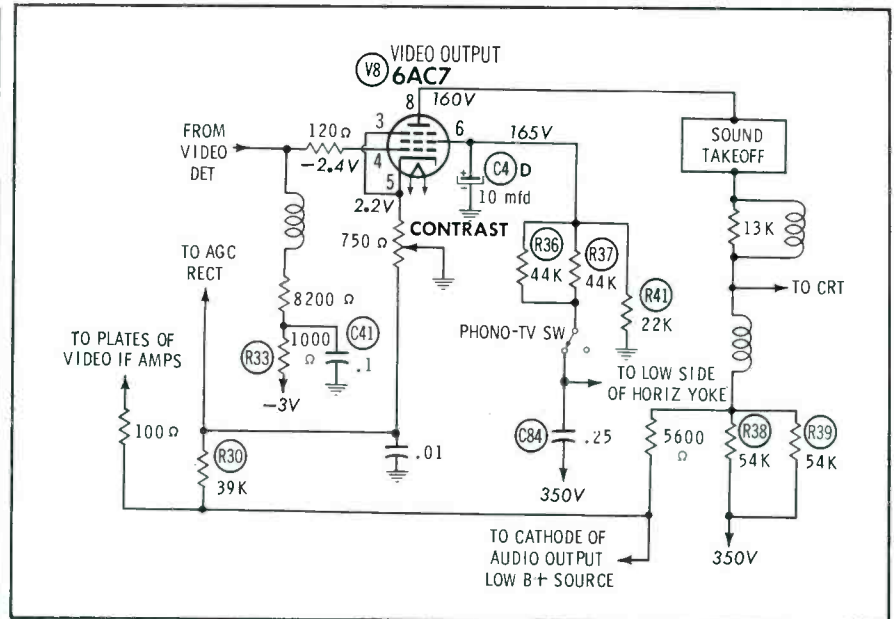 VIDEO OUTPUT
V8 6AC7
8 160V
3
6 165V
120Ω
FROM
VIDEO
DET
4
-2.4V
5
2.2V
C4 D
10 mfd
SOUND
TAKEOFF
CONTRAST
750 Ω
13K
R36
44K
R37
44K
TO AGC
RECT
TO CRT
8200 Ω
R41
22K
PHONO-TV SW
TO PLATES OF
VIDEO IF AMPS
R33
1000
Ω
C41
.1
-3V
TO LOW SIDE
OF HORIZ YOKE
100Ω
R30
39K
.01
C84 .25
5600
Ω
R38
54K
R39
54K
350V
TO CATHODE OF
AUDIO OUTPUT
LOW B+ SOURCE
350V